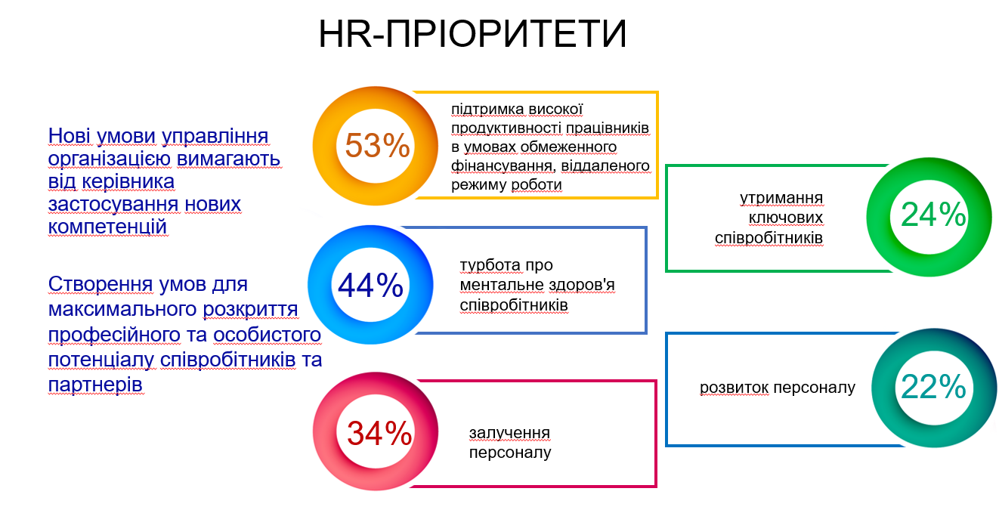 HR-ПРІОРИТЕТИ
Нові умови управління
організацією вимагають
від керівника
застосування нових
компетенцій
Створення умов для
максимального розкриття
професійного та особистого
потенціалу співробітників та
партнерів
53%
підтримка високої
продуктивності працівників
в умовах обмеженного
фінансування, віддаленого
режиму роботи
44%
турбота про
ментальне здоров'я
співробітників
34%
залучення
персоналу
утримання
ключових
співробітників
24%
розвиток персоналу
22%